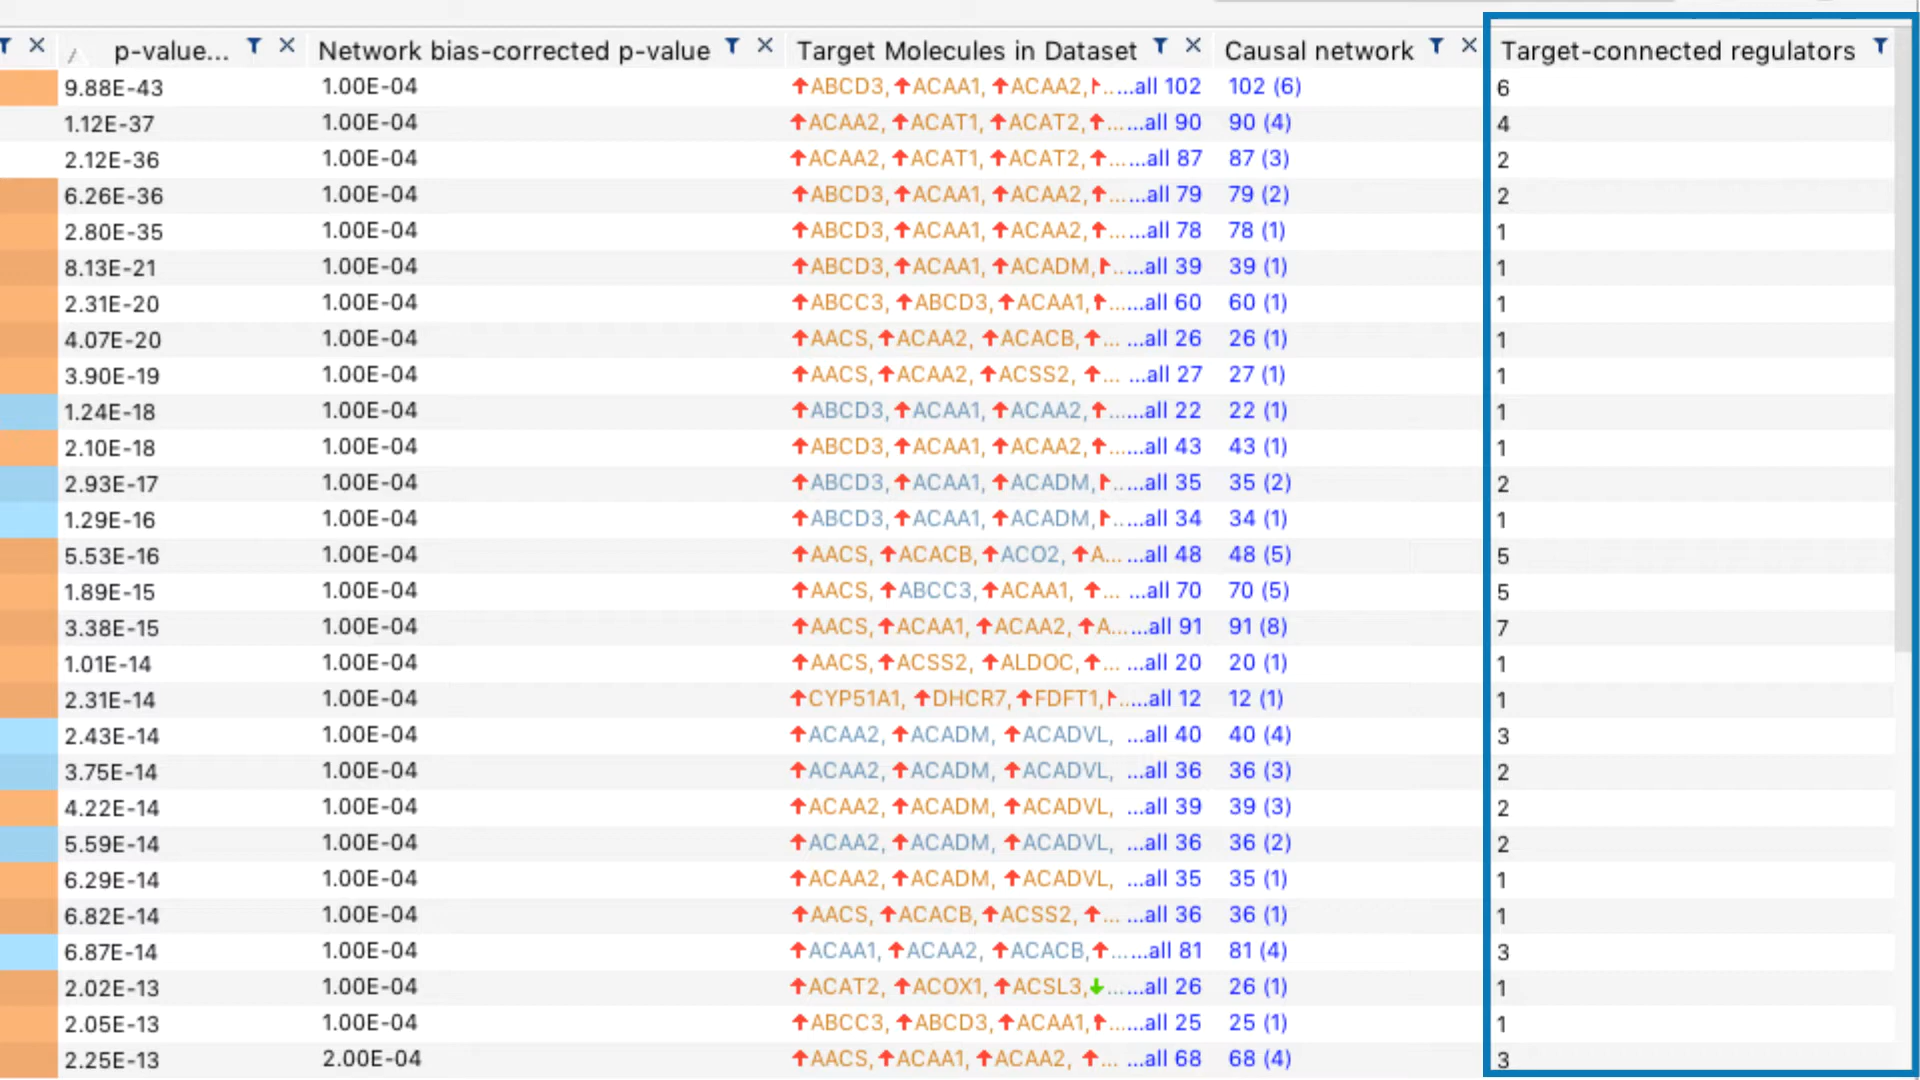 p-value... Network bias-corrected p-value Target Molecules in Dataset Causal network Target-connected regulators
9.88E-43 1.00E-04 ABCD3, ACAA1, ACAA2, .....all 102 102 (6) 6
1.12E-37 1.00E-04 ACAA2, ACAT1, ACAT2, ......all 90 90 (4) 4
2.12E-36 1.00E-04 ACAA2, ACAT1, ACAT2, ......all 87 87 (3) 2
6.26E-36 1.00E-04 ABCD3, ACAA1, ACAA2, ......all 79 79 (2) 2
2.80E-35 1.00E-04 ABCD3, ACAA1, ACAA2, ......all 78 78 (1) 1
8.13E-21 1.00E-04 ABCD3, ACAA1, ACADM, .....all 39 39 (1) 1
2.31E-20 1.00E-04 ABCC3, ABCD3, ACAA1, ......all 60 60 (1) 1
4.07E-20 1.00E-04 AACS, ACAA2, ACACB, ... ...all 26 26 (1) 1
3.90E-19 1.00E-04 AACS, ACAA2, ACSS2, ... ...all 27 27 (1) 1
1.24E-18 1.00E-04 ABCD3, ACAA1, ACAA2, ......all 22 22 (1) 1
2.10E-18 1.00E-04 ABCD3, ACAA1, ACAA2, ......all 43 43 (1) 1
2.93E-17 1.00E-04 ABCD3, ACAA1, ACADM, .....all 35 35 (2) 2
1.29E-16 1.00E-04 ABCD3, ACAA1, ACADM, .....all 34 34 (1) 1
5.53E-16 1.00E-04 AACS, ACACB, ACO2, A... ...all 48 48 (5) 5
1.89E-15 1.00E-04 AACS, ABCC3, ACAA1, ... ...all 70 70 (5) 5
3.38E-15 1.00E-04 AACS, ACAA1, ACAA2, A......all 91 91 (8) 7
1.01E-14 1.00E-04 AACS, ACSS2, ALDOC, ... ...all 20 20 (1) 1
2.31E-14 1.00E-04 CYP51A1, DHCR7, FDFT1, .....all 12 12 (1) 1
2.43E-14 1.00E-04 ACAA2, ACADM, ACADVL, ...all 40 40 (4) 3
3.75E-14 1.00E-04 ACAA2, ACADM, ACADVL, ...all 36 36 (3) 2
4.22E-14 1.00E-04 ACAA2, ACADM, ACADVL, ...all 39 39 (3) 2
5.59E-14 1.00E-04 ACAA2, ACADM, ACADVL, ...all 36 36 (2) 2
6.29E-14 1.00E-04 ACAA2, ACADM, ACADVL, ...all 35 35 (1) 1
6.82E-14 1.00E-04 AACS, ACACB, ACSS2, ... ...all 36 36 (1) 1
6.87E-14 1.00E-04 ACAA1, ACAA2, ACACB, ......all 81 81 (4) 3
2.02E-13 1.00E-04 ACAT2, ACOX1, ACSL3, ......all 26 26 (1) 1
2.05E-13 1.00E-04 ABCC3, ABCD3, ACAA1, ......all 25 25 (1) 1
2.25E-13 2.00E-04 AACS, ACAA1, ACAA2, ... ...all 68 68 (4) 3